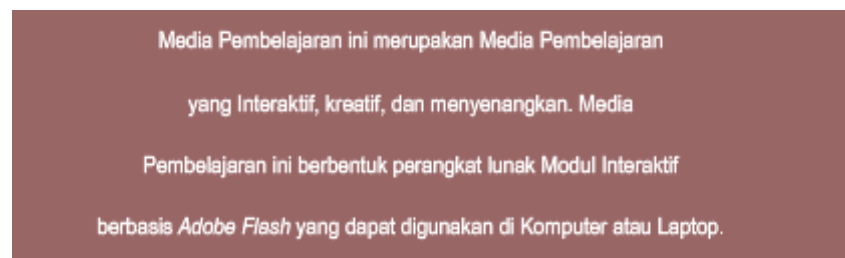 Media Pembelajaran ini merupakan Media Pembelajaran
yang Interaktif, kreatif, dan menyenangkan. Media
Pembelajaran ini berbentuk perangkat lunak Modul Interaktif
berbasis Adobe Flash yang dapat digunakan di Komputer atau Laptop.